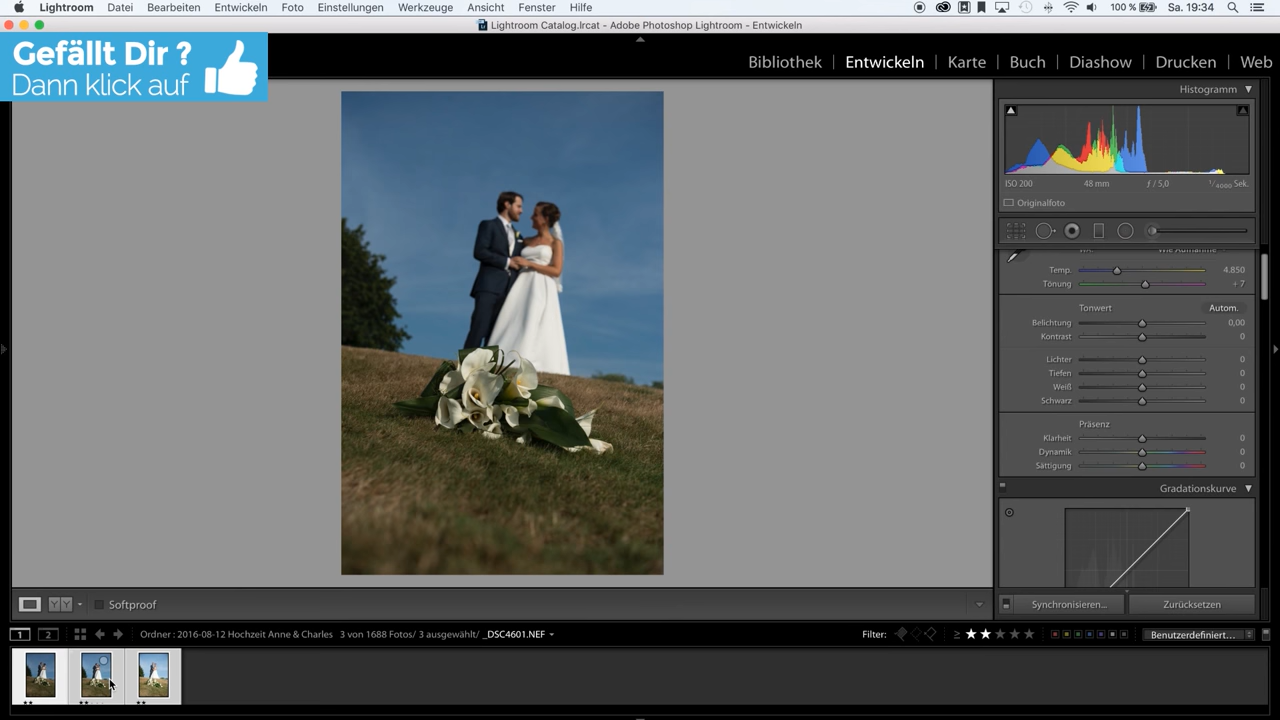 Lightroom Datei Bearbeiten Entwickeln Foto Einstellungen Werkzeuge Ansicht Fenster Hilfe 100 % Sa. 19:34
Lightroom Catalog.lrcat - Adobe Photoshop Lightroom - Entwickeln
Gefällt Dir ?
Dann klick auf
Bibliothek Entwickeln Karte Buch Diashow Drucken Web
Histogramm
ISO 200 48 mm ƒ / 5,0 1/4000 Sek.
Originalfoto
Temp. 4.850
Tönung + 7
Tonwert Autom.
Belichtung 0,00
Kontrast 0
Lichter 0
Tiefen 0
Weiß 0
Schwarz 0
Präsenz
Klarheit 0
Dynamik 0
Sättigung 0
Gradationskurve
YY Softproof Synchronisieren... Zurücksetzen
1 2 Ordner : 2016-08-12 Hochzeit Anne & Charles 3 von 1688 Fotos/ 3 ausgewählt/ _DSC4601.NEF Filter: ≥ ★★★★★ Benutzerdefiniert...